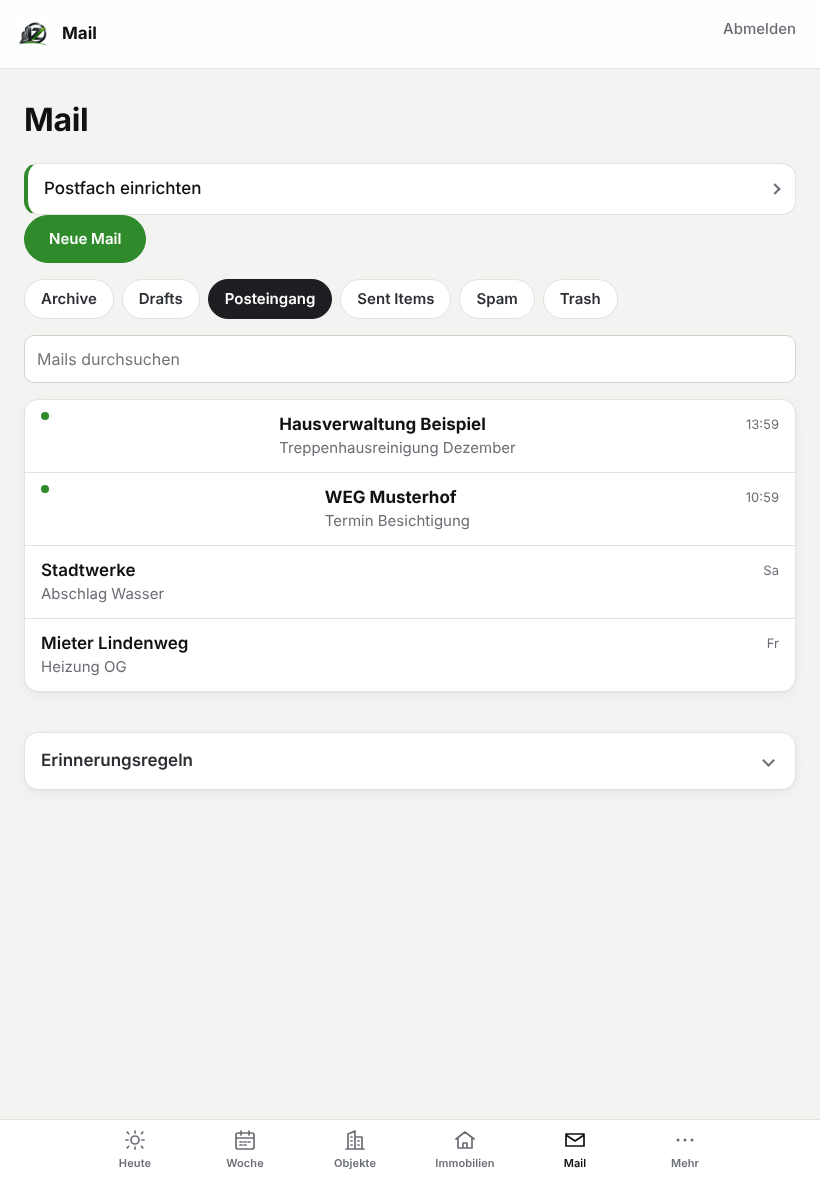 Mail
Abmelden
Mail
Postfach einrichten
Neue Mail
Archive Drafts Posteingang Sent Items Spam Trash
Mails durchsuchen
Hausverwaltung Beispiel 13:59
Treppenhausreinigung Dezember
WEG Musterhof 10:59
Termin Besichtigung
Stadtwerke Sa
Abschlag Wasser
Mieter Lindenweg Fr
Heizung OG
Erinnerungsregeln
Heute Woche Objekte Immobilien Mail Mehr